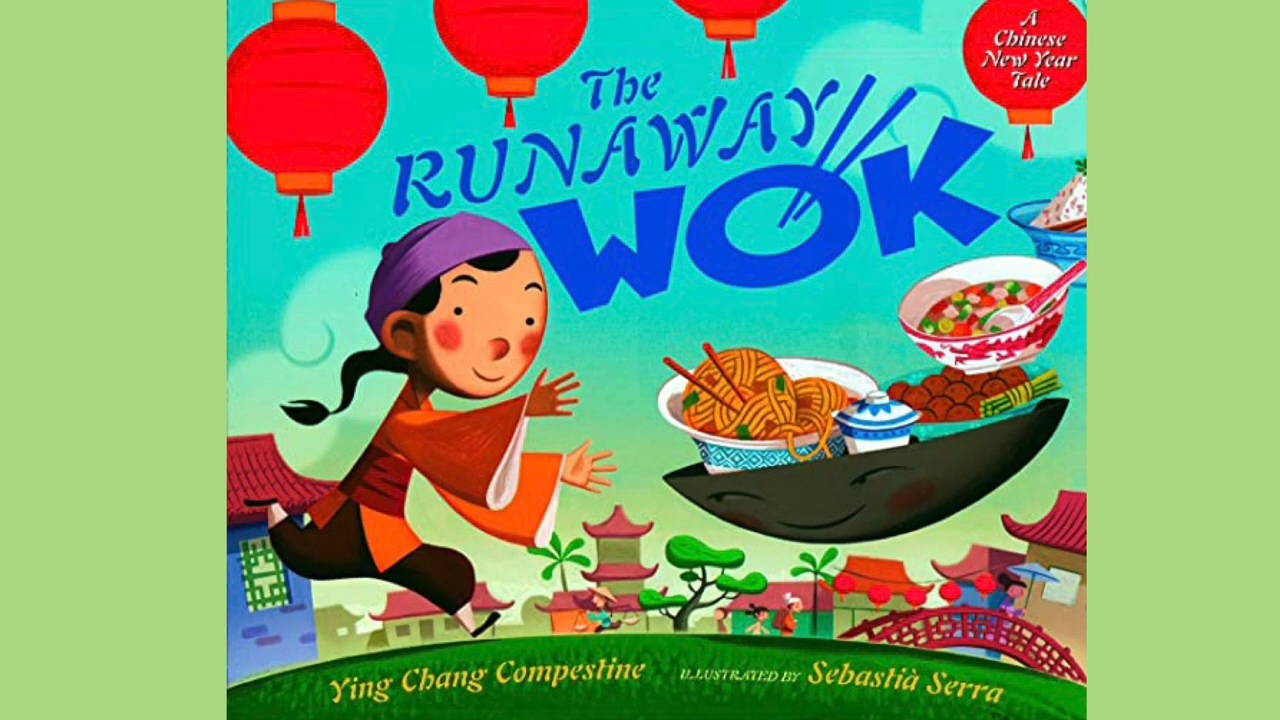 A
Chinese
New Year
Tale
The
RUNAWAY
WOK
Ying Chang Compestine ILLUSTRATED BY Sebastià Serra